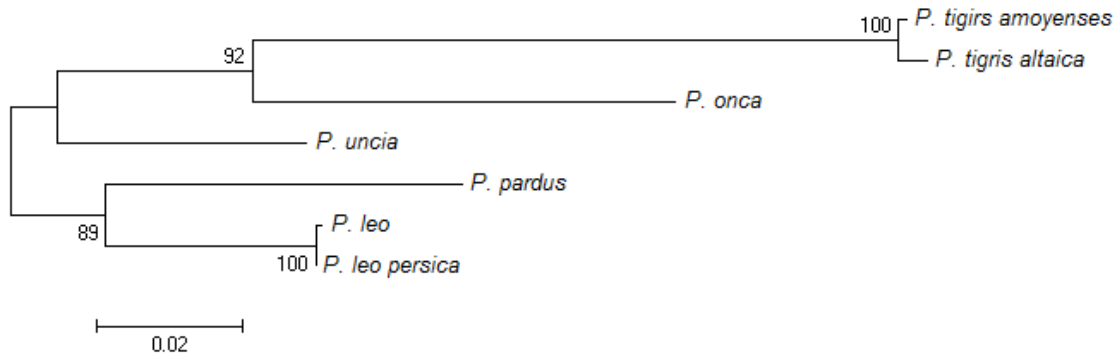 100 P. tigirs amoyenses
P. tigris altaica
92
P. onca
P. uncia
P. pardus
89
P. leo
100 P. leo persica
0.02